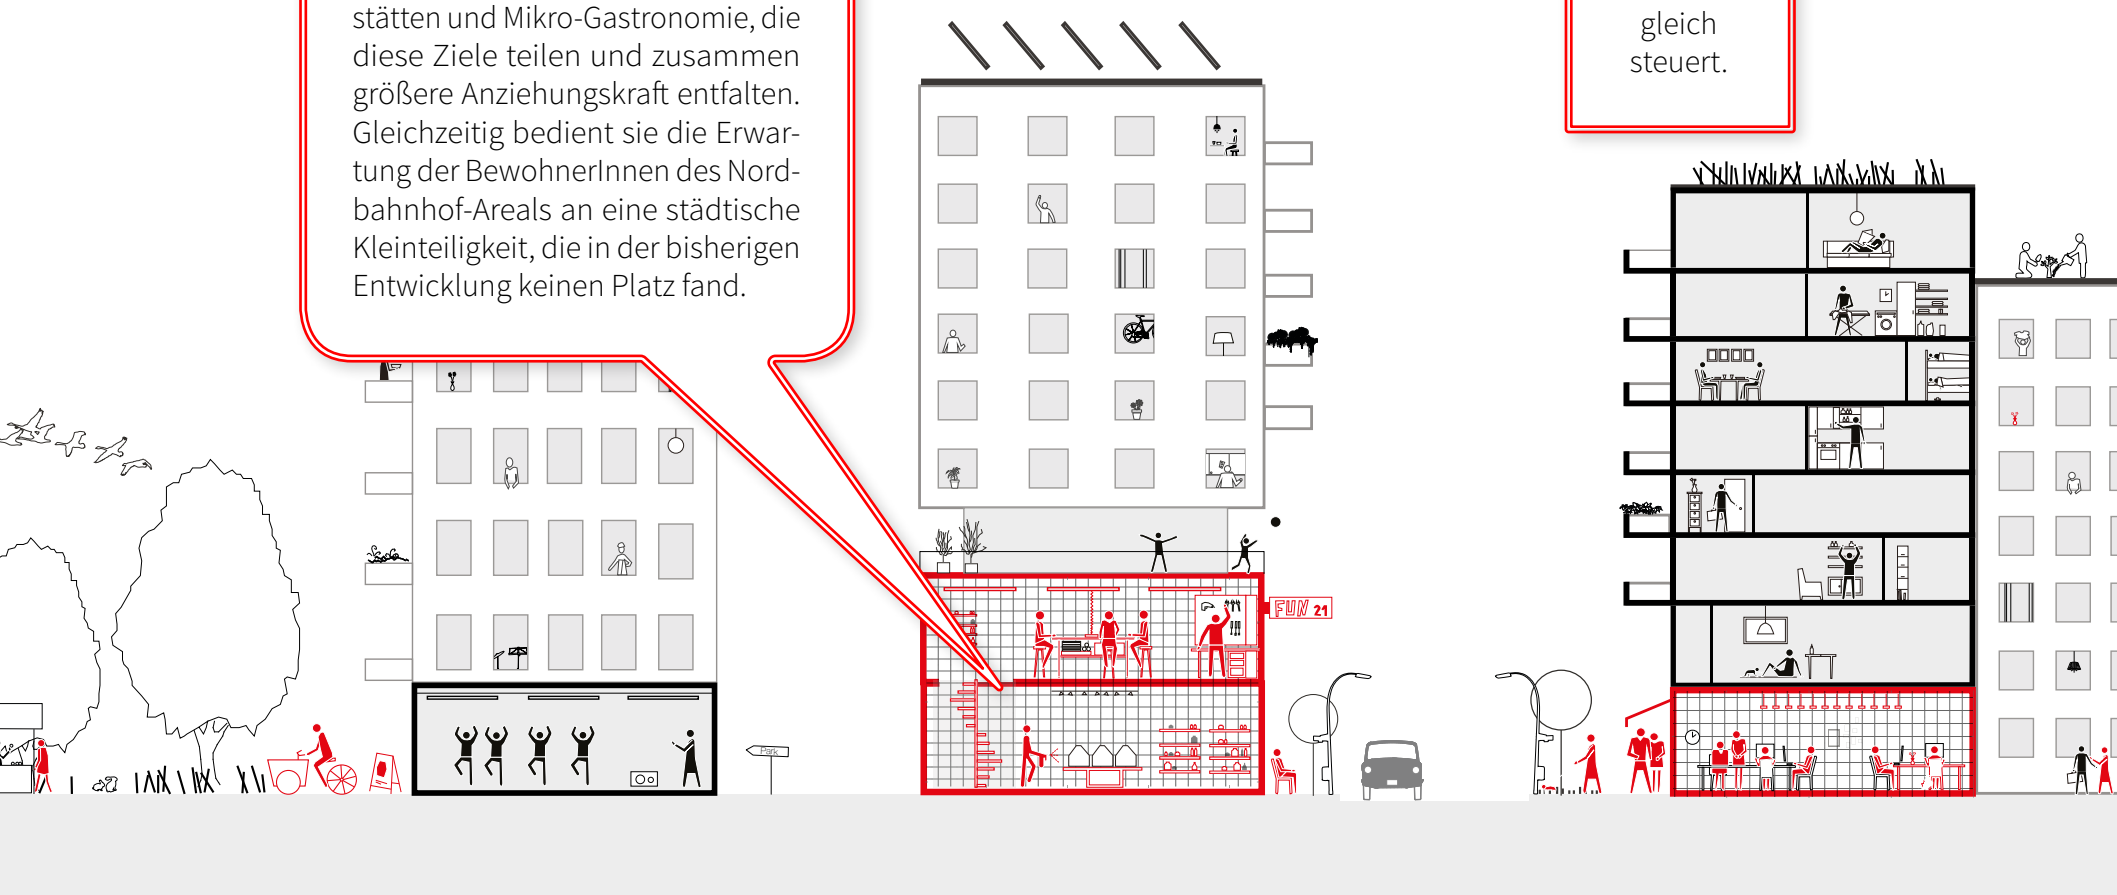 stätten und Mikro-Gastronomie, die
diese Ziele teilen und zusammen
größere Anziehungskraft entfalten.
Gleichzeitig bedient sie die Erwar-
tung der BewohnerInnen des Nord-
bahnhof-Areals an eine städtische
Kleinteiligkeit, die in der bisherigen
Entwicklung keinen Platz fand.
gleich
steuert.
FUN 21
Park